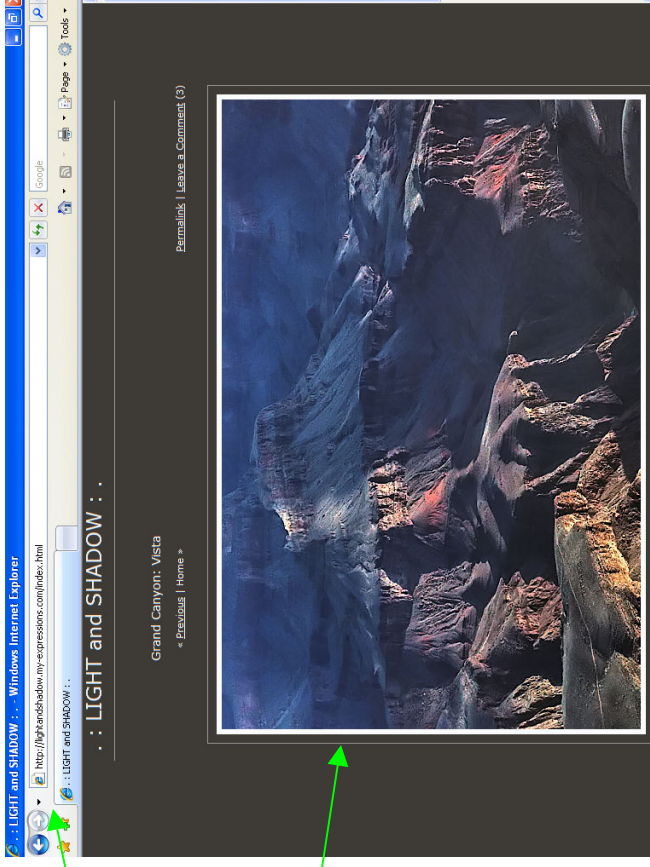 . : LIGHT and SHADOW : . - Windows Internet Explorer
http://lightandshadow.my-expressions.com/index.html
Google
. : LIGHT and SHADOW : .
Page
Tools
. : LIGHT and SHADOW : .
Grand Canyon: Vista
« Previous | Home »
Permalink | Leave a Comment (3)